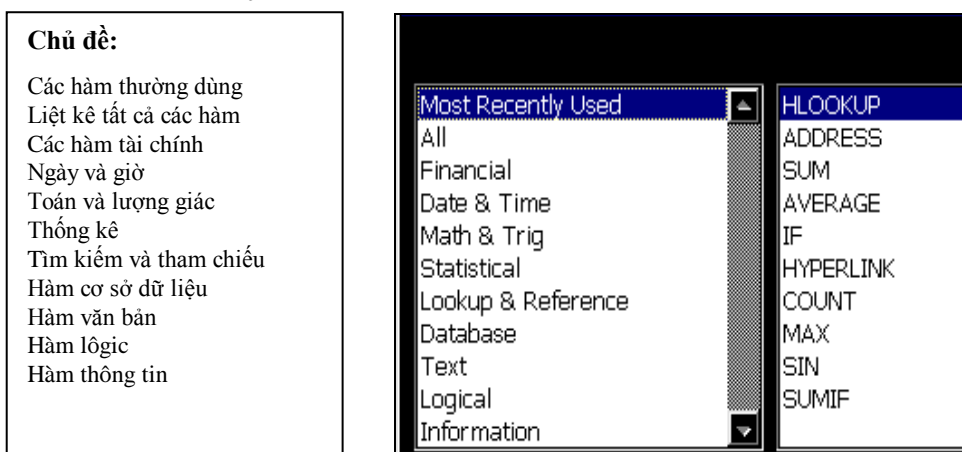 Chủ đề:
Các hàm thường dùng
Liệt kê tất cả các hàm
Các hàm tài chính
Ngày và giờ
Toán và lượng giác
Thống kê
Tìm kiếm và tham chiếu
Hàm cơ sở dữ liệu
Hàm văn bản
Hàm lôgic
Hàm thông tin
Most Recently Used
All
Financial
Date & Time
Math & Trig
Statistical
Lookup & Reference
Database
Text
Logical
Information
HLOOKUP
ADDRESS
SUM
AVERAGE
IF
HYPERLINK
COUNT
MAX
SIN
SUMIF